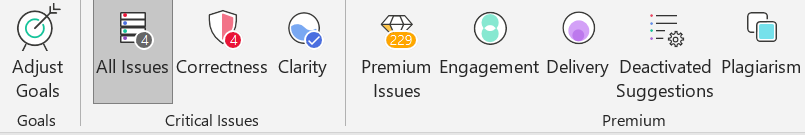 4
4
229
Adjust Goals
All Issues
Correctness
Clarity
Premium Issues
Engagement
Delivery
Deactivated Suggestions
Plagiarism
Goals
Critical Issues
Premium